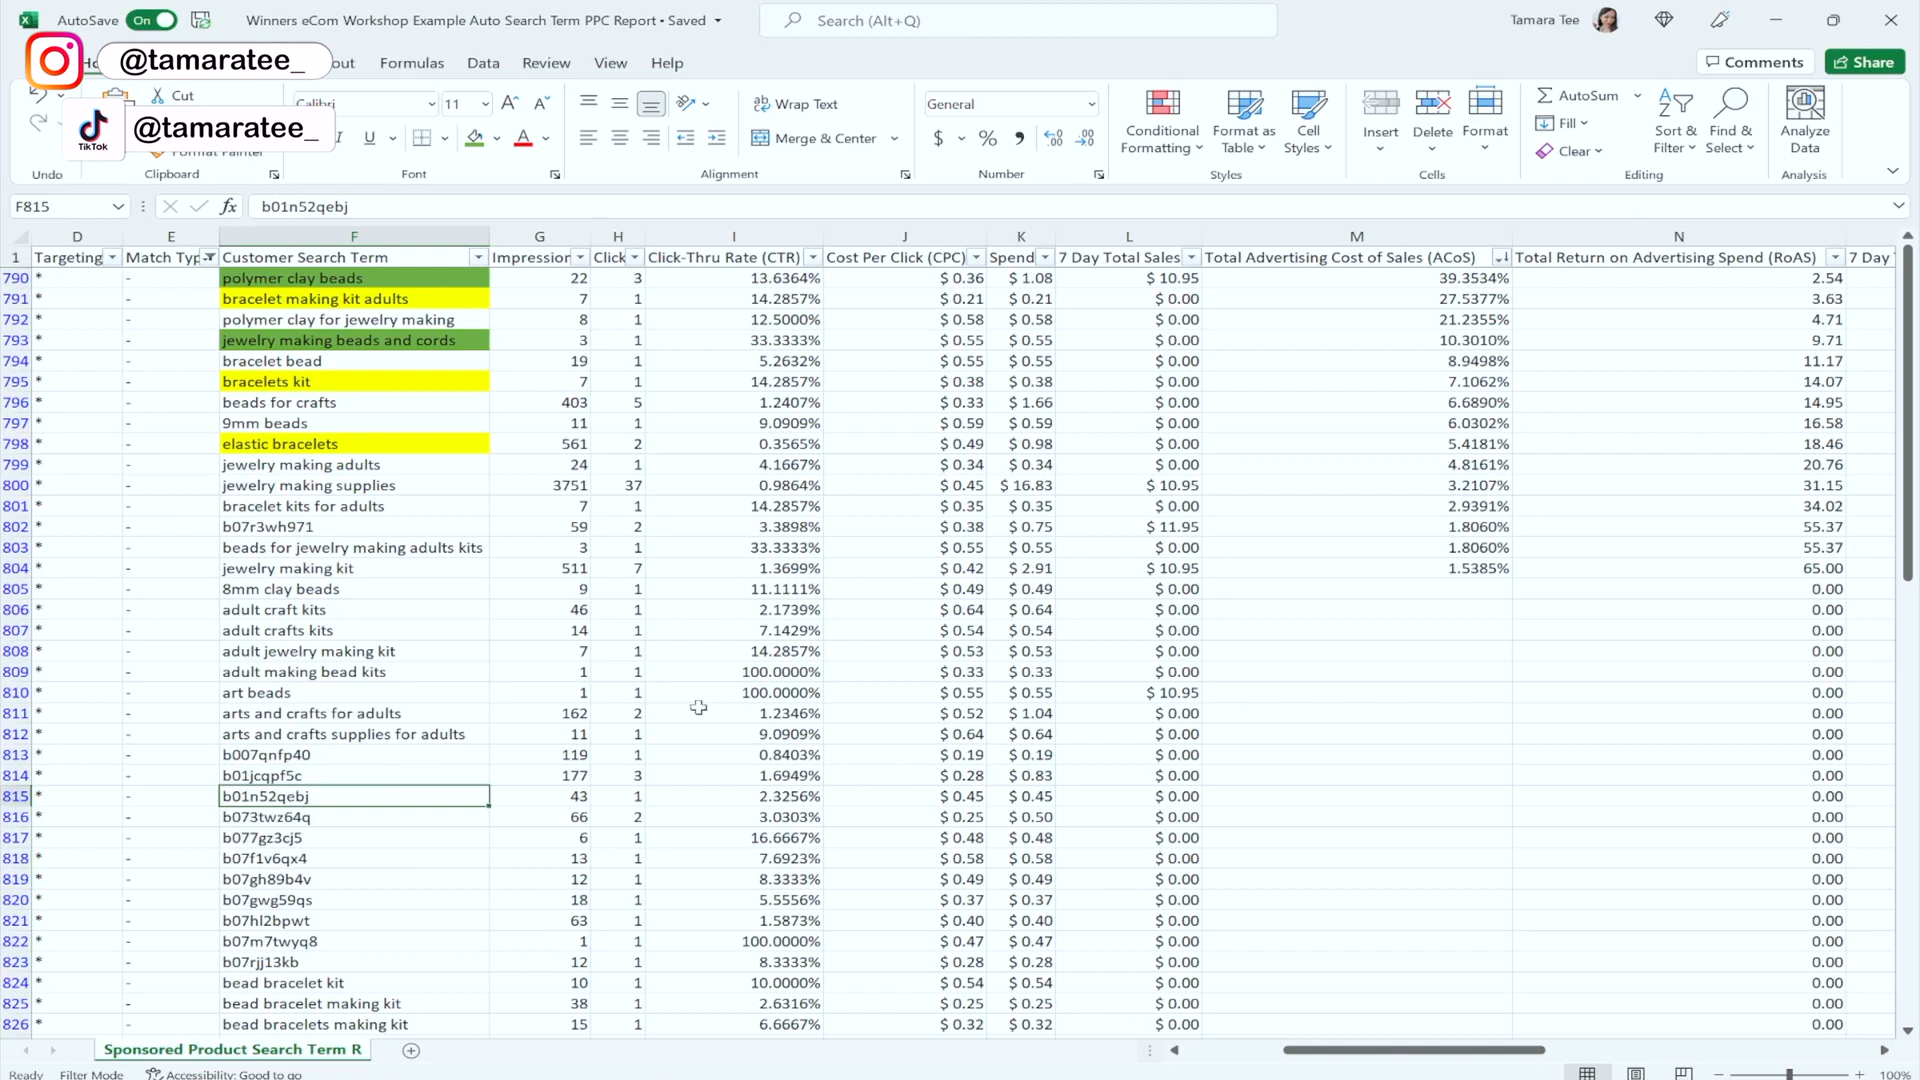 AutoSave On Winners eCom Workshop Example Auto Search Term PPC Report • Saved Search (Alt+Q) Tamara Tee
@tamaratee_ Formulas Data Review View Help Comments Share
Cut Calibri 11 Wrap Text General AutoSum
TikTok @tamaratee_ U A Merge & Center $ % Conditional Formatting Format as Table Cell Styles Insert Delete Format Fill Clear Sort & Filter Find & Select Analyze Data
Format Painter
Undo Clipboard Font Alignment Number Styles Cells Editing Analysis
F815 fx b01n52qebj
D E F G H I J K L M N
1 Targeting Match Typ Customer Search Term Impression Click Click-Thru Rate (CTR) Cost Per Click (CPC) Spend 7 Day Total Sales Total Advertising Cost of Sales (ACoS) Total Return on Advertising Spend (RoAS) 7 Day
790 * - polymer clay beads 22 3 13.6364% $ 0.36 $ 1.08 $ 10.95 39.3534% 2.54
791 * - bracelet making kit adults 7 1 14.2857% $ 0.21 $ 0.21 $ 0.00 27.5377% 3.63
792 * - polymer clay for jewelry making 8 1 12.5000% $ 0.58 $ 0.58 $ 0.00 21.2355% 4.71
793 * - jewelry making beads and cords 3 1 33.3333% $ 0.55 $ 0.55 $ 0.00 10.3010% 9.71
794 * - bracelet bead 19 1 5.2632% $ 0.55 $ 0.55 $ 0.00 8.9498% 11.17
795 * - bracelets kit 7 1 14.2857% $ 0.38 $ 0.38 $ 0.00 7.1062% 14.07
796 * - beads for crafts 403 5 1.2407% $ 0.33 $ 1.66 $ 0.00 6.6890% 14.95
797 * - 9mm beads 11 1 9.0909% $ 0.59 $ 0.59 $ 0.00 6.0302% 16.58
798 * - elastic bracelets 561 2 0.3565% $ 0.49 $ 0.98 $ 0.00 5.4181% 18.46
799 * - jewelry making adults 24 1 4.1667% $ 0.34 $ 0.34 $ 0.00 4.8161% 20.76
800 * - jewelry making supplies 3751 37 0.9864% $ 0.45 $ 16.83 $ 10.95 3.2107% 31.15
801 * - bracelet kits for adults 7 1 14.2857% $ 0.35 $ 0.35 $ 0.00 2.9391% 34.02
802 * - b07r3wh971 59 2 3.3898% $ 0.38 $ 0.75 $ 11.95 1.8060% 55.37
803 * - beads for jewelry making adults kits 3 1 33.3333% $ 0.55 $ 0.55 $ 0.00 1.8060% 55.37
804 * - jewelry making kit 511 7 1.3699% $ 0.42 $ 2.91 $ 10.95 1.5385% 65.00
805 * - 8mm clay beads 9 1 11.1111% $ 0.49 $ 0.49 $ 0.00 0.00
806 * - adult craft kits 46 1 2.1739% $ 0.64 $ 0.64 $ 0.00 0.00
807 * - adult crafts kits 14 1 7.1429% $ 0.54 $ 0.54 $ 0.00 0.00
808 * - adult jewelry making kit 7 1 14.2857% $ 0.53 $ 0.53 $ 0.00 0.00
809 * - adult making bead kits 1 1 100.0000% $ 0.33 $ 0.33 $ 0.00 0.00
810 * - art beads 1 1 100.0000% $ 0.55 $ 0.55 $ 10.95 0.00
811 * - arts and crafts for adults 162 2 1.2346% $ 0.52 $ 1.04 $ 0.00 0.00
812 * - arts and crafts supplies for adults 11 1 9.0909% $ 0.64 $ 0.64 $ 0.00 0.00
813 * - b007qnfp40 119 1 0.8403% $ 0.19 $ 0.19 $ 0.00 0.00
814 * - b01jcqpf5c 177 3 1.6949% $ 0.28 $ 0.83 $ 0.00 0.00
815 * - b01n52qebj 43 1 2.3256% $ 0.45 $ 0.45 $ 0.00 0.00
816 * - b073twz64q 66 2 3.0303% $ 0.25 $ 0.50 $ 0.00 0.00
817 * - b077gz3cj5 6 1 16.6667% $ 0.48 $ 0.48 $ 0.00 0.00
818 * - b07f1v6qx4 13 1 7.6923% $ 0.58 $ 0.58 $ 0.00 0.00
819 * - b07gh89b4v 12 1 8.3333% $ 0.49 $ 0.49 $ 0.00 0.00
820 * - b07gwg59qs 18 1 5.5556% $ 0.37 $ 0.37 $ 0.00 0.00
821 * - b07hl2bpwt 63 1 1.5873% $ 0.40 $ 0.40 $ 0.00 0.00
822 * - b07m7twyq8 1 1 100.0000% $ 0.47 $ 0.47 $ 0.00 0.00
823 * - b07rjj13kb 12 1 8.3333% $ 0.28 $ 0.28 $ 0.00 0.00
824 * - bead bracelet kit 10 1 10.0000% $ 0.54 $ 0.54 $ 0.00 0.00
825 * - bead bracelet making kit 38 1 2.6316% $ 0.25 $ 0.25 $ 0.00 0.00
826 * - bead bracelets making kit 15 1 6.6667% $ 0.32 $ 0.32 $ 0.00 0.00
Sponsored Product Search Term R
Ready Filter Mode Accessibility: Good to go 100%